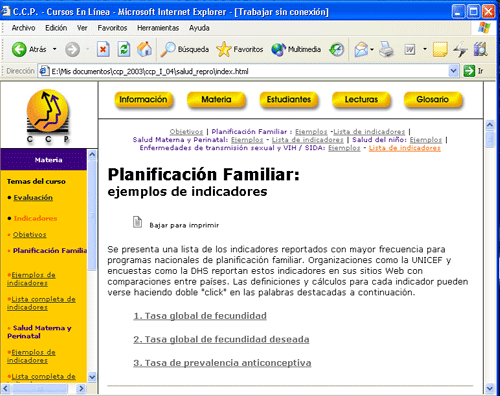 C.C.P. - Cursos En Línea - Microsoft Internet Explorer - [Trabajar sin conexión]
Archivo Edición Ver Favoritos Herramientas Ayuda
Atrás Búsqueda Favoritos Multimedia
Dirección E:\Mis documentos\ccp_2003\ccp_I_04\salud_repro\index.html Ir
C C P
Información Materia Estudiantes Lecturas Glosario
Objetivos | Planificación Familiar : Ejemplos -Lista de indicadores |
Salud Materna y Perinatal: Ejemplos - Lista de indicadores | Salud del niño: Ejemplos |
Enfermedades de transmisión sexual y VIH / SIDA: Ejemplos - Lista de indicadores
Materia
Temas del curso
Evaluación
Indicadores
Objetivos
Planificación Familia
Ejemplos de
indicadores
Lista completa de
indicadores
Salud Materna y
Perinatal
Ejemplos de
indicadores
Lista completa de
Planificación Familiar:
ejemplos de indicadores
Bajar para imprimir
Se presenta una lista de los indicadores reportados con mayor frecuencia para
programas nacionales de planificación familiar. Organizaciones como la UNICEF y
encuestas como la DHS reportan estos indicadores en sus sitios Web con
comparaciones entre países. Las definiciones y cálculos para cada indicador pueden
verse haciendo doble "click" en las palabras destacadas a continuación.
1. Tasa global de fecundidad
2. Tasa global de fecundidad deseada
3. Tasa de prevalencia anticonceptiva